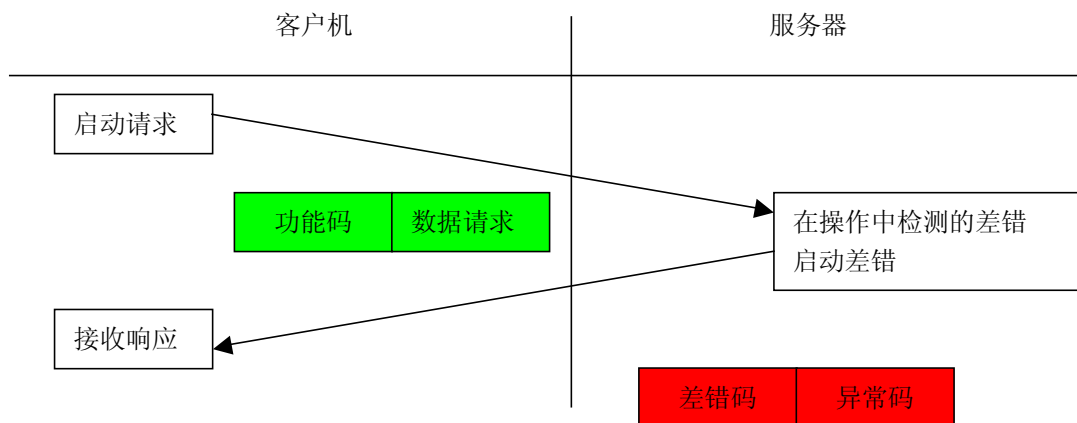 客户机
服务器
启动请求
功能码
数据请求
在操作中检测的差错
启动差错
接收响应
差错码
异常码